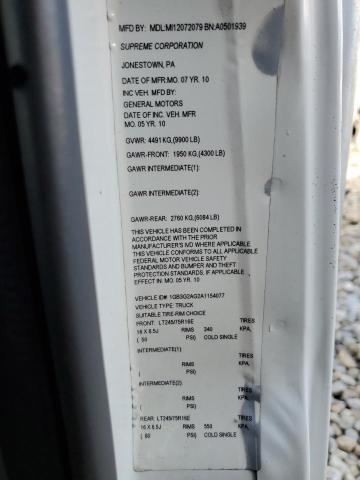 MFD BY: MDL:MI12072079 BN:A0501939
SUPREME CORPORATION
JONESTOWN, PA
DATE OF MFR:MO. 07 YR. 10
INC VEH. MFD BY:
GENERAL MOTORS
DATE OF INC. VEH. MFR
MO. 05 YR. 10
GVWR: 4491 KG,(9900 LB)
GAWR-FRONT: 1950 KG,(4300 LB)
GAWR INTERMEDIATE(1):
GAWR INTERMEDIATE(2):
GAWR-REAR: 2760 KG,(6084 LB)
THIS VEHICLE HAS BEEN COMPLETED IN
ACCORDANCE WITH THE PRIOR
MANUFACTURER'S IVD WHERE APPLICABLE.
THIS VEHICLE CONFORMS TO ALL APPLICABLE
FEDERAL MOTOR VEHICLE SAFETY
STANDARDS AND BUMPER AND THEFT
PROTECTION STANDARDS, IF APPLICABLE,
EFFECTIVE IN: MO. 05 YR. 10
VEHICLE ID#: 1GB3G2AG2A1154077
VEHICLE TYPE: TRUCK
SUITABLE TIRE-RIM CHOICE
FRONT: LT245/75R16E TIRES
16 X 6.5J RIMS 340 KPA,
( 50 PSI) COLD SINGLE
INTERMEDIATE(1): TIRES
RIMS KPA,
( PSI)
INTERMEDIATE(2): TIRES
RIMS KPA,
( PSI)
REAR: LT245/75R16E TIRES
16 X 6.5J RIMS 550 KPA,
( 80 PSI) COLD SINGLE